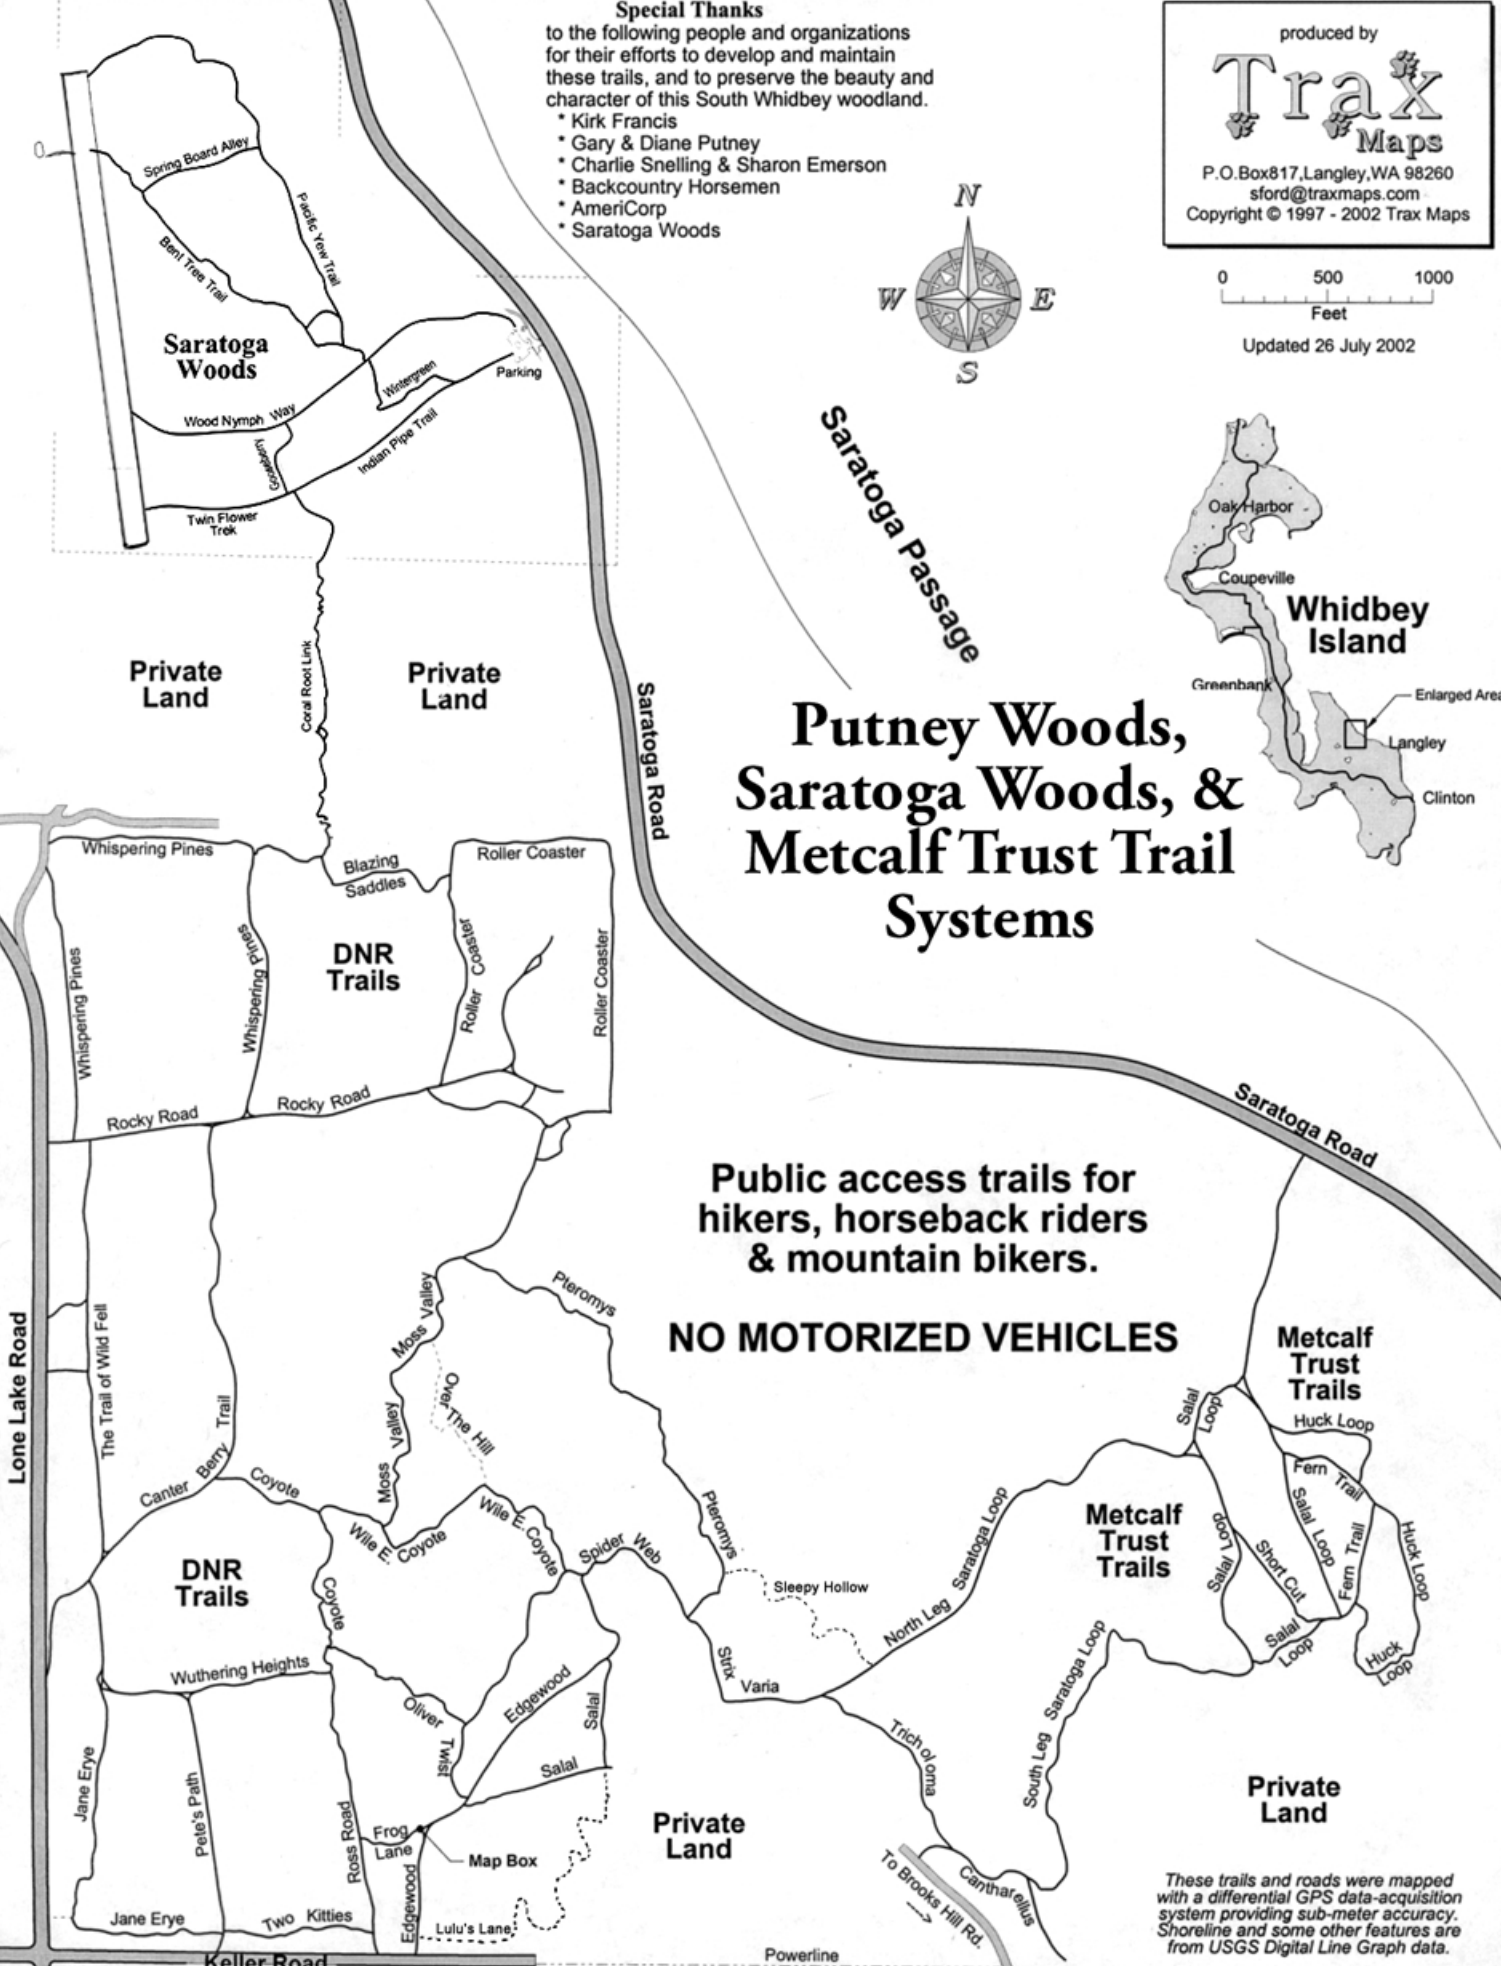 Special Thanks
to the following people and organizations
for their efforts to develop and maintain
these trails, and to preserve the beauty and
character of this South Whidbey woodland.
* Kirk Francis
* Gary & Diane Putney
* Charlie Snelling & Sharon Emerson
* Backcountry Horsemen
* AmeriCorp
* Saratoga Woods
produced by
Trax
Maps
P.O.Box817,Langley,WA 98260
sford@traxmaps.com
Copyright © 1997 - 2002 Trax Maps
0 500 1000
Feet
Updated 26 July 2002
N
W E
S
Spring Board Alley
Pacific Yew Trail
Bent Tree Trail
Saratoga
Woods
Wintergreen
Parking
Wood Nymph Way
Gooseberry
Indian Pipe Trail
Twin Flower
Trek
Saratoga Passage
Oak Harbor
Coupeville
Whidbey
Island
Greenbank
Enlarged Area
Langley
Clinton
Private
Land
Coral Root Link
Private
Land
Saratoga Road
Putney Woods,
Saratoga Woods, &
Metcalf Trust Trail
Systems
Whispering Pines
Blazing
Saddles
Roller Coaster
Whispering Pines
Whispering Pines
DNR
Trails
Roller Coaster
Roller Coaster
Rocky Road
Rocky Road
Saratoga Road
Public access trails for
hikers, horseback riders
& mountain bikers.
NO MOTORIZED VEHICLES
Lone Lake Road
The Trail of Wild Fell
Canter Berry Trail
Moss Valley
Moss Valley
Over The Hill
Pteromys
Pteromys
Metcalf
Trust
Trails
Salal
Loop
Huck Loop
Fern Trail
Salal Loop
Fern Trail
Huck Loop
Coyote
Wile E. Coyote
Wile E. Coyote
Spider Web
Metcalf
Trust
Trails
Salal Loop
Short Cut
Salal
Loop
Huck
Loop
DNR
Trails
Coyote
Sleepy Hollow
North Leg Saratoga Loop
Wuthering Heights
Oliver Twist
Edgewood
Salal
Salal
Strix
Varia
Tricholoma
South Leg Saratoga Loop
Jane Erye
Pete's Path
Ross Road
Frog
Lane
Map Box
Edgewood
Private
Land
Private
Land
To Brooks Hill Rd.
Cantharellus
Jane Erye
Two Kitties
Lulu's Lane
Keller Road
Powerline
These trails and roads were mapped
with a differential GPS data-acquisition
system providing sub-meter accuracy.
Shoreline and some other features are
from USGS Digital Line Graph data.